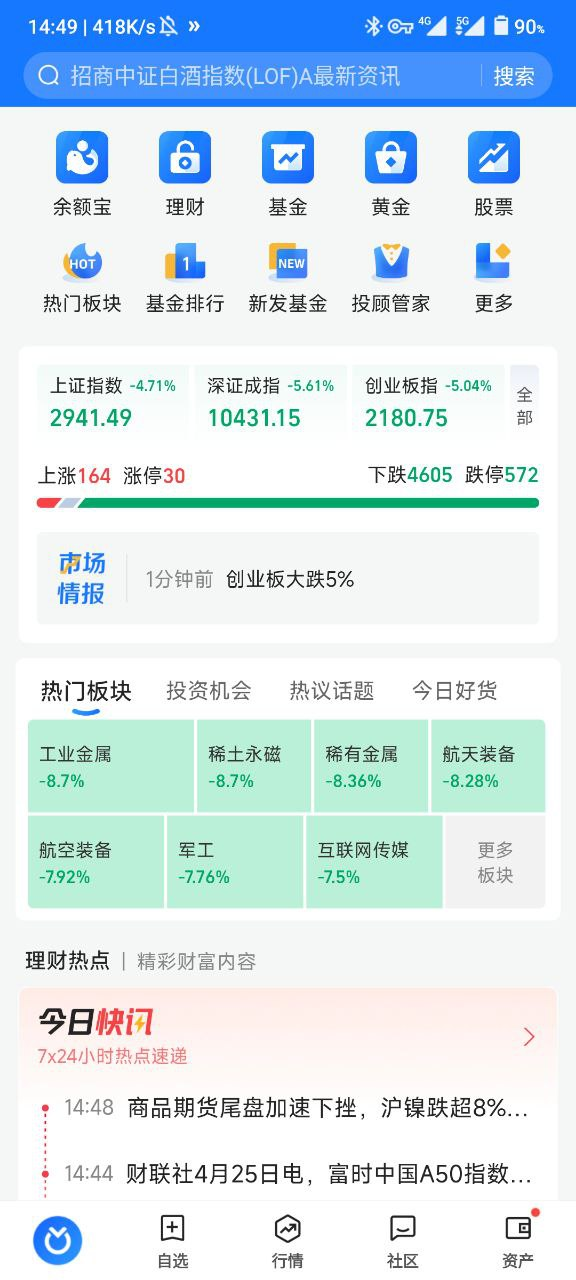 14:49 | 418K/s »
4G 5G 90%
招商中证白酒指数(LOF)A最新资讯 搜索
余额宝 理财 基金 黄金 股票
HOT 1 NEW
热门板块 基金排行 新发基金 投顾管家 更多
上证指数 -4.71% 深证成指 -5.61% 创业板指 -5.04% 全部
2941.49 10431.15 2180.75
上涨164 涨停30 下跌4605 跌停572
市场
情报
1分钟前 创业板大跌5%
热门板块 投资机会 热议话题 今日好货
工业金属 稀土永磁 稀有金属 航天装备
-8.7% -8.7% -8.36% -8.28%
航空装备 军工 互联网传媒 更多
-7.92% -7.76% -7.5% 板块
理财热点 | 精彩财富内容
今日快讯
7x24小时热点速递
14:48 商品期货尾盘加速下挫，沪镍跌超8%...
14:44 财联社4月25日电，富时中国A50指数...
自选 行情 社区 资产